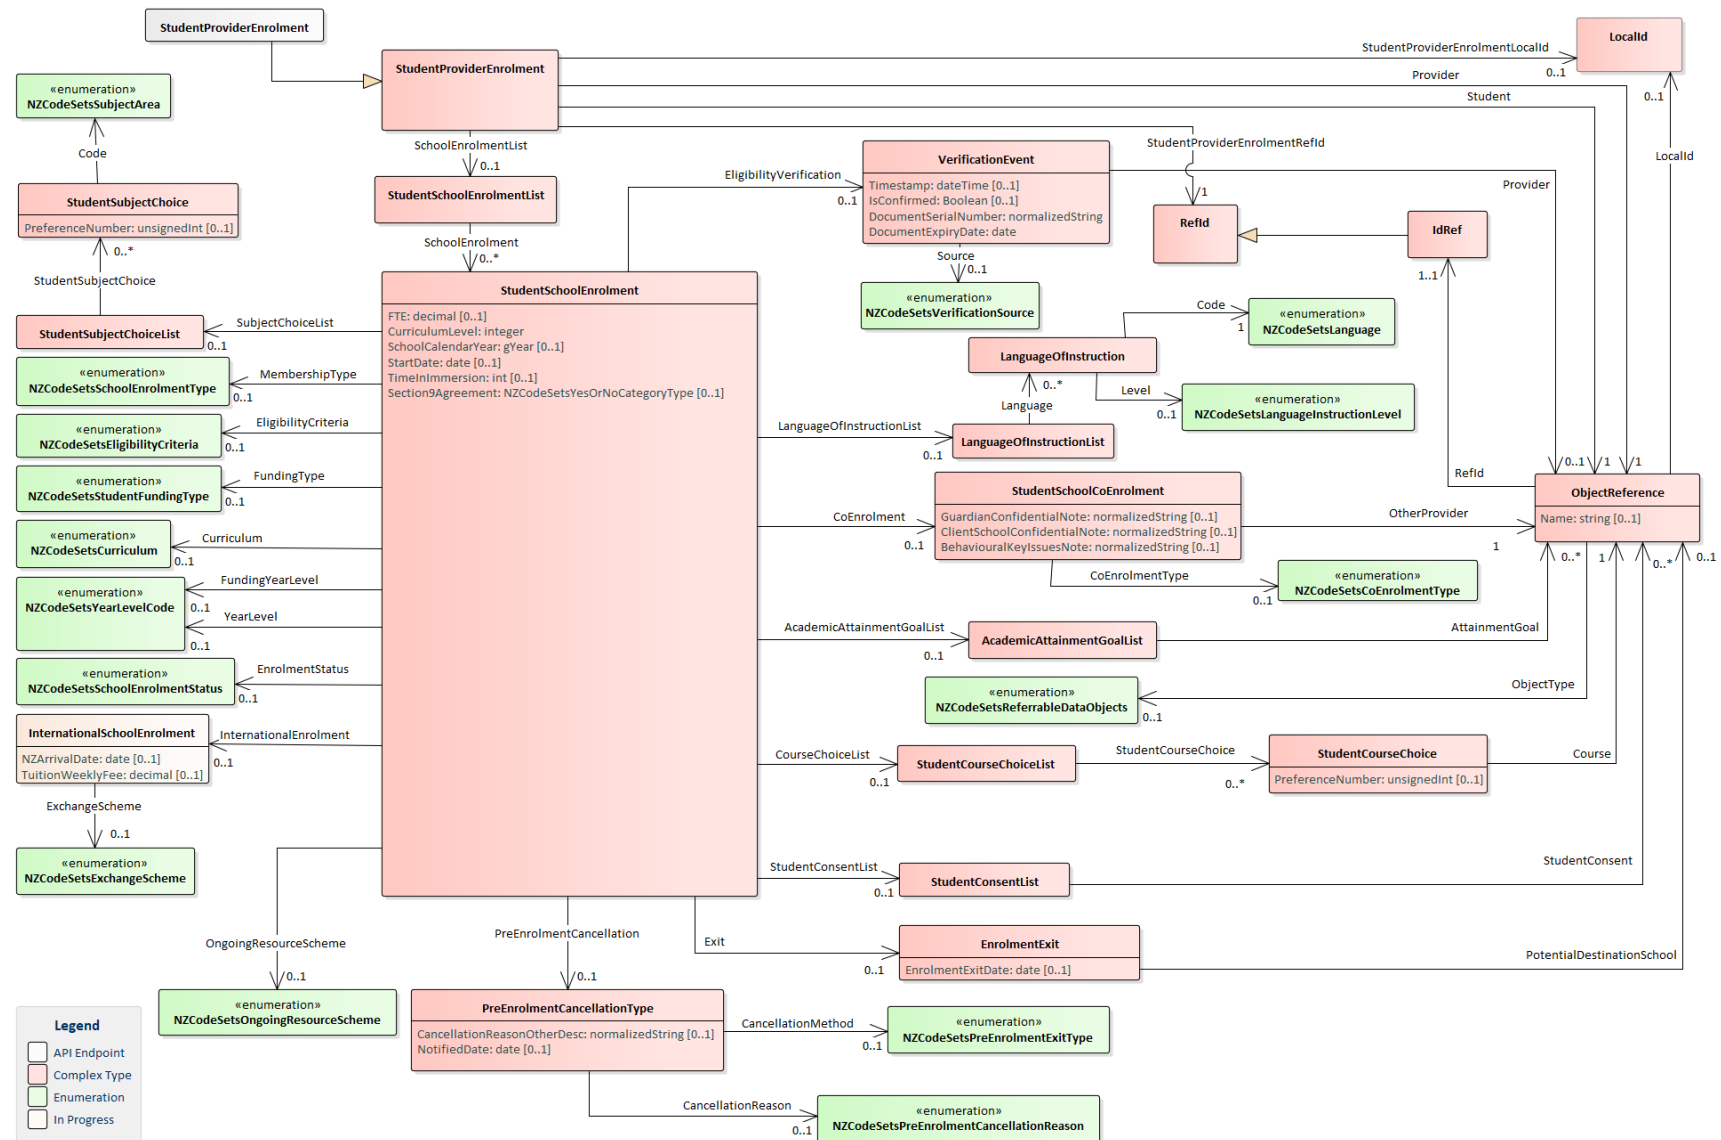 StudentProviderEnrolment
StudentProviderEnrolment
LocalId
StudentProviderEnrolmentLocalId
0..1
Provider
Student
0..1
«enumeration»
NZCodeSetsSubjectArea
Code
SchoolEnrolmentList
0..1
StudentProviderEnrolmentRefId
1
LocalId
VerificationEvent
Timestamp: dateTime [0..1]
IsConfirmed: Boolean [0..1]
DocumentSerialNumber: normalizedString
DocumentExpiryDate: date
EligibilityVerification
0..1
Provider
StudentSubjectChoice
PreferenceNumber: unsignedInt [0..1]
0..*
StudentSubjectChoice
StudentSchoolEnrolmentList
SchoolEnrolment
0..*
RefId
IdRef
1..1
Source
0..1
«enumeration»
NZCodeSetsVerificationSource
StudentSchoolEnrolment
FTE: decimal [0..1]
CurriculumLevel: integer
SchoolCalendarYear: gYear [0..1]
StartDate: date [0..1]
TimeInImmersion: int [0..1]
Section9Agreement: NZCodeSetsYesOrNoCategoryType [0..1]
Code
1
«enumeration»
NZCodeSetsLanguage
StudentSubjectChoiceList
SubjectChoiceList
0..1
LanguageOfInstruction
0..*
Language
Level
0..1
«enumeration»
NZCodeSetsLanguageInstructionLevel
«enumeration»
NZCodeSetsSchoolEnrolmentType
MembershipType
0..1
«enumeration»
NZCodeSetsEligibilityCriteria
EligibilityCriteria
0..1
LanguageOfInstructionList
0..1
LanguageOfInstructionList
«enumeration»
NZCodeSetsStudentFundingType
FundingType
0..1
RefId
0..1
1
1
ObjectReference
Name: string [0..1]
StudentSchoolCoEnrolment
GuardianConfidentialNote: normalizedString [0..1]
ClientSchoolConfidentialNote: normalizedString [0..1]
BehaviouralKeyIssuesNote: normalizedString [0..1]
CoEnrolment
0..1
OtherProvider
1
«enumeration»
NZCodeSetsCurriculum
Curriculum
0..1
0..*
1
0..*
0..1
CoEnrolmentType
0..1
«enumeration»
NZCodeSetsCoEnrolmentType
«enumeration»
NZCodeSetsYearLevelCode
FundingYearLevel
0..1
YearLevel
0..1
AcademicAttainmentGoalList
0..1
AcademicAttainmentGoalList
AttainmentGoal
«enumeration»
NZCodeSetsSchoolEnrolmentStatus
EnrolmentStatus
0..1
«enumeration»
NZCodeSetsReferrableDataObjects
0..1
ObjectType
InternationalSchoolEnrolment
NZArrivalDate: date [0..1]
TuitionWeeklyFee: decimal [0..1]
InternationalEnrolment
0..1
CourseChoiceList
0..1
StudentCourseChoiceList
StudentCourseChoice
0..*
StudentCourseChoice
PreferenceNumber: unsignedInt [0..1]
Course
ExchangeScheme
0..1
«enumeration»
NZCodeSetsExchangeScheme
StudentConsentList
0..1
StudentConsentList
StudentConsent
OngoingResourceScheme
0..1
PreEnrolmentCancellation
0..1
Exit
0..1
EnrolmentExit
EnrolmentExitDate: date [0..1]
PotentialDestinationSchool
«enumeration»
NZCodeSetsOngoingResourceScheme
PreEnrolmentCancellationType
CancellationReasonOtherDesc: normalizedString [0..1]
NotifiedDate: date [0..1]
CancellationMethod
0..1
«enumeration»
NZCodeSetsPreEnrolmentExitType
CancellationReason
0..1
«enumeration»
NZCodeSetsPreEnrolmentCancellationReason
Legend
API Endpoint
Complex Type
Enumeration
In Progress